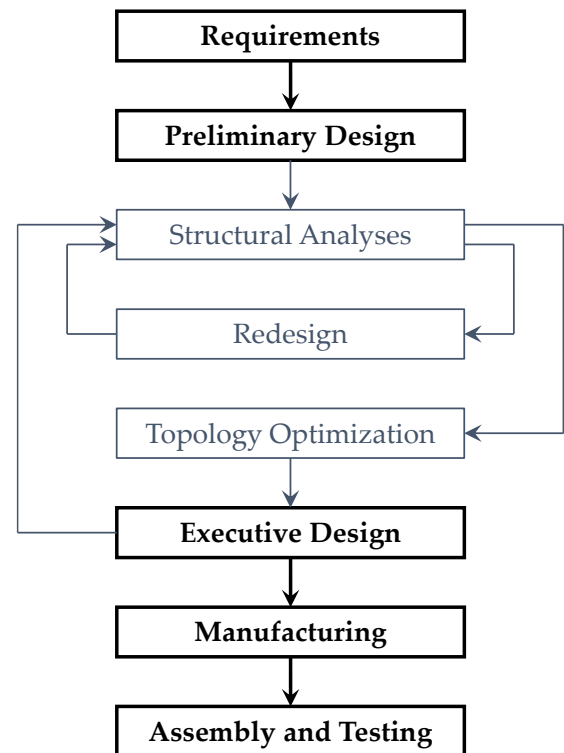 Requirements
Preliminary Design
Structural Analyses
Redesign
Topology Optimization
Executive Design
Manufacturing
Assembly and Testing